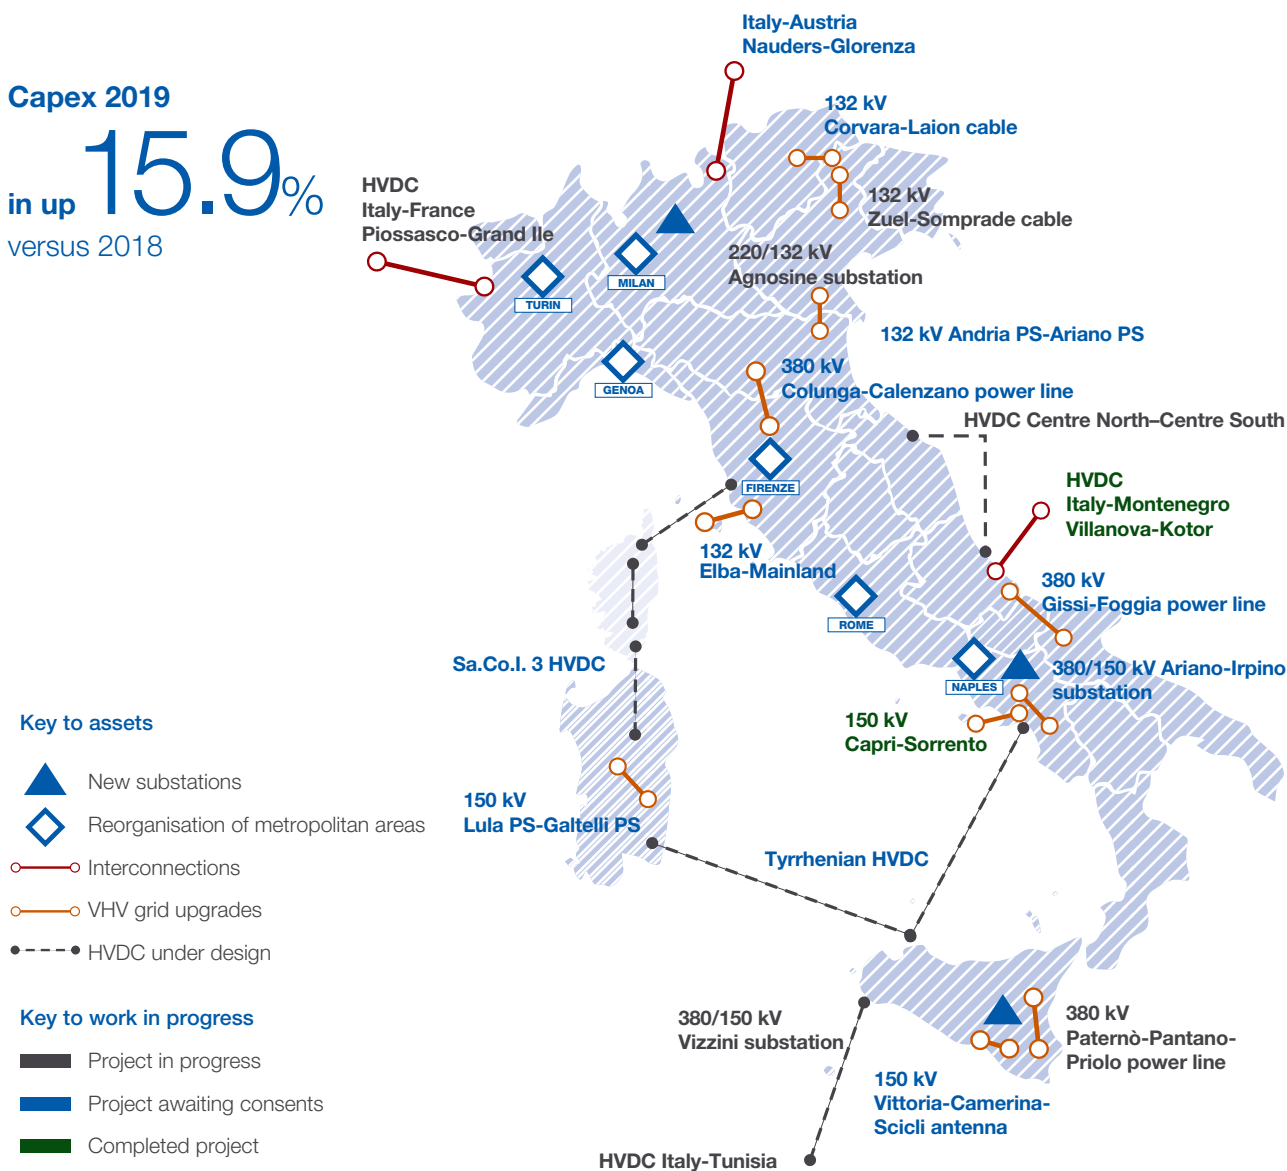 Capex 2019
in up 15.9%
versus 2018
Italy-Austria
Nauders-Glorenza
132 kV
Corvara-Laion cable
132 kV
Zuel-Somprade cable
HVDC
Italy-France
Piossasco-Grand Ile
220/132 kV
Agnosine substation
MILAN
TURIN
GENOA
132 kV Andria PS-Ariano PS
380 kV
Colunga-Calenzano power line
HVDC Centre North–Centre South
FIRENZE
HVDC
Italy-Montenegro
Villanova-Kotor
132 kV
Elba-Mainland
380 kV
Gissi-Foggia power line
ROME
Sa.Co.I. 3 HVDC
NAPLES
380/150 kV Ariano-Irpino
substation
150 kV
Capri-Sorrento
150 kV
Lula PS-Galtelli PS
Tyrrhenian HVDC
380/150 kV
Vizzini substation
380 kV
Paternò-Pantano-
Priolo power line
150 kV
Vittoria-Camerina-
Scicli antenna
HVDC Italy-Tunisia
Key to assets
New substations
Reorganisation of metropolitan areas
Interconnections
VHV grid upgrades
HVDC under design
Key to work in progress
Project in progress
Project awaiting consents
Completed project